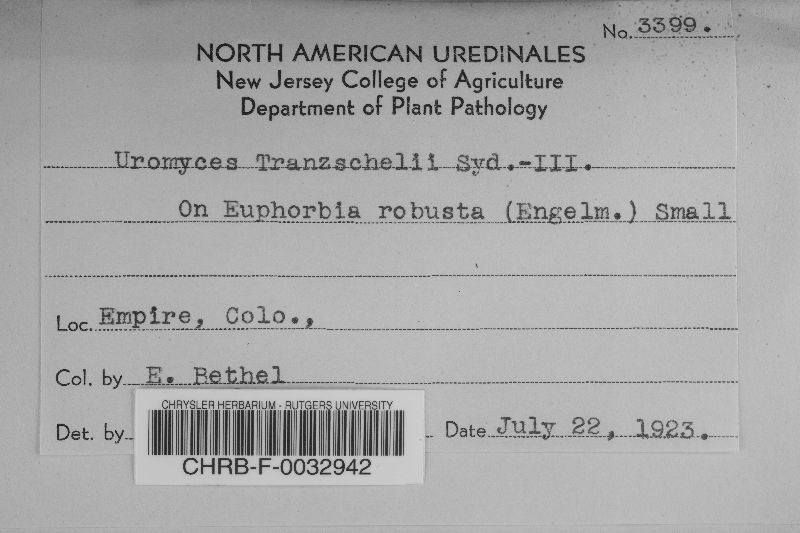 No. 3399.
NORTH AMERICAN UREDINALES
New Jersey College of Agriculture
Department of Plant Pathology
Uromyces Tranzschelii Syd.-III.
On Euphorbia robusta (Engelm.) Small
Loc. Empire, Colo.,
Col. by E. Bethel
Det. by
Date July 22, 1923.
CHRYSLER HERBARIUM - RUTGERS UNIVERSITY
CHRB-F-0032942